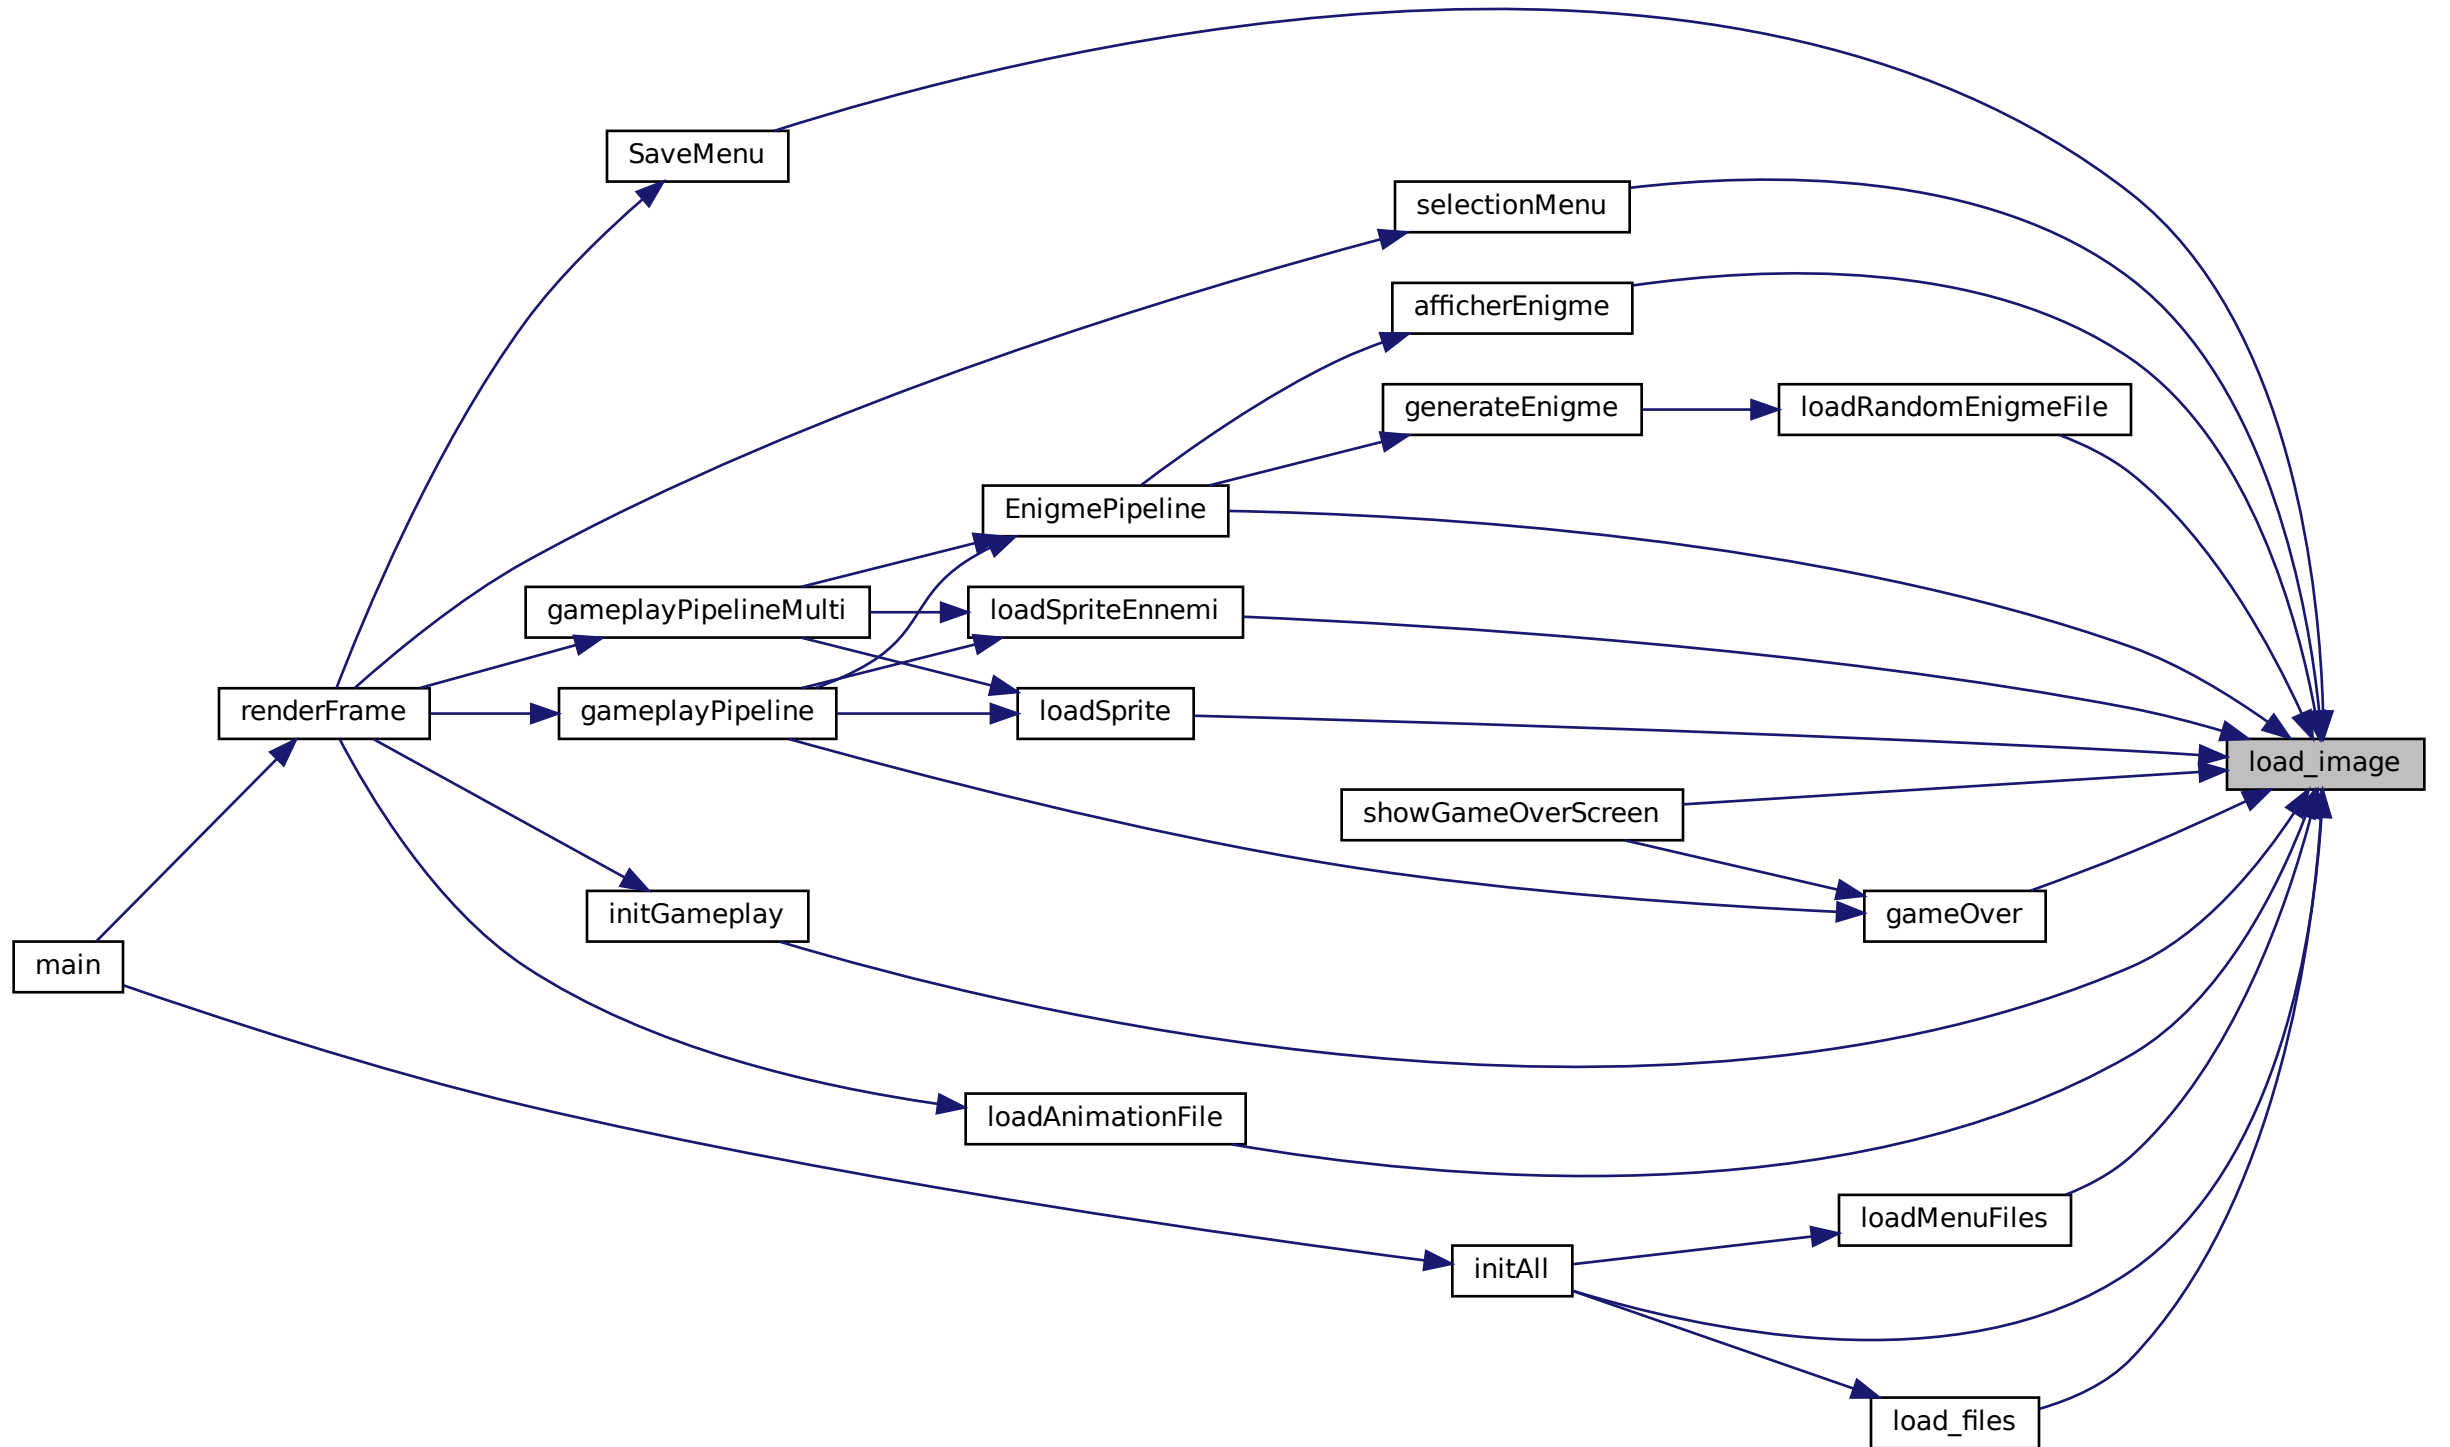 SaveMenu
selectionMenu
afficherEnigme
generateEnigme
loadRandomEnigmeFile
EnigmePipeline
gameplayPipelineMulti
loadSpriteEnnemi
renderFrame
gameplayPipeline
loadSprite
load_image
showGameOverScreen
initGameplay
gameOver
main
loadAnimationFile
loadMenuFiles
initAll
load_files